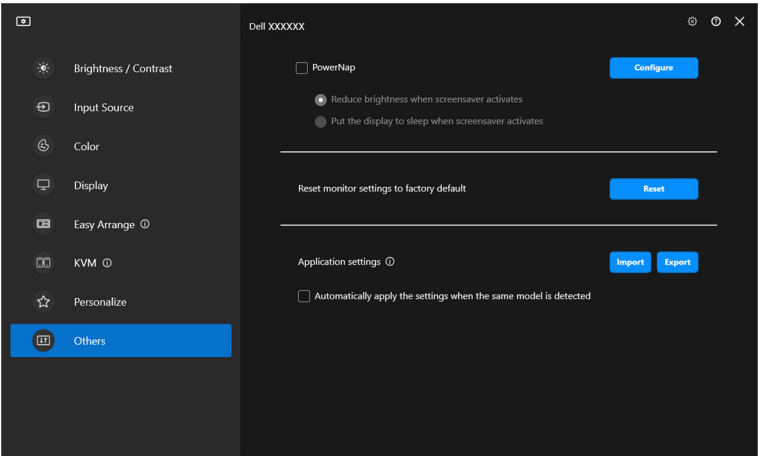 Dell XXXXXX
Brightness / Contrast
Input Source
Color
Display
Easy Arrange
KVM
Personalize
Others
PowerNap
Configure
Reduce brightness when screensaver activates
Put the display to sleep when screensaver activates
Reset monitor settings to factory default
Reset
Application settings
Import
Export
Automatically apply the settings when the same model is detected